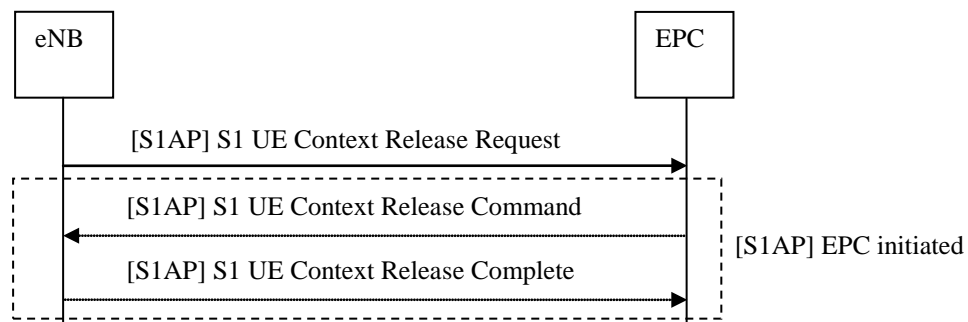 eNB
EPC
[S1AP] S1 UE Context Release Request
[S1AP] S1 UE Context Release Command
[S1AP] EPC initiated
[S1AP] S1 UE Context Release Complete